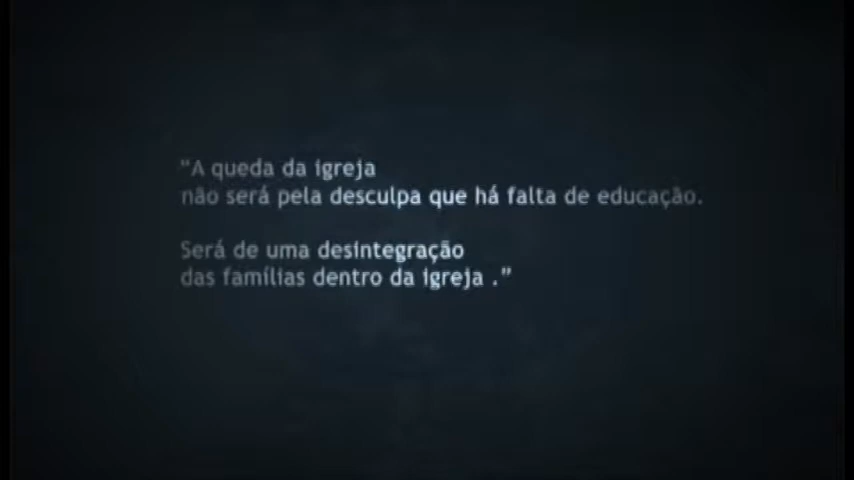 "A queda da igreja
não será pela desculpa que há falta de educação.
Será de uma desintegração
das famílias dentro da igreja ."